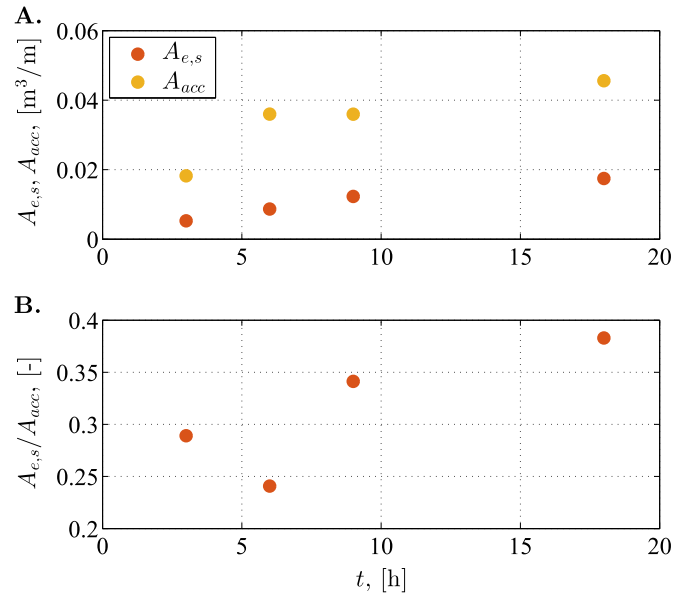 A.
A_{e,s}, A_{acc}, [m^3/m]
0.06
0.04
0.02
0
A_{e,s}
A_{acc}
0 5 10 15 20
B.
A_{e,s}/A_{acc}, [-]
0.4
0.35
0.3
0.25
0.2
0 5 10 15 20
t, [h]